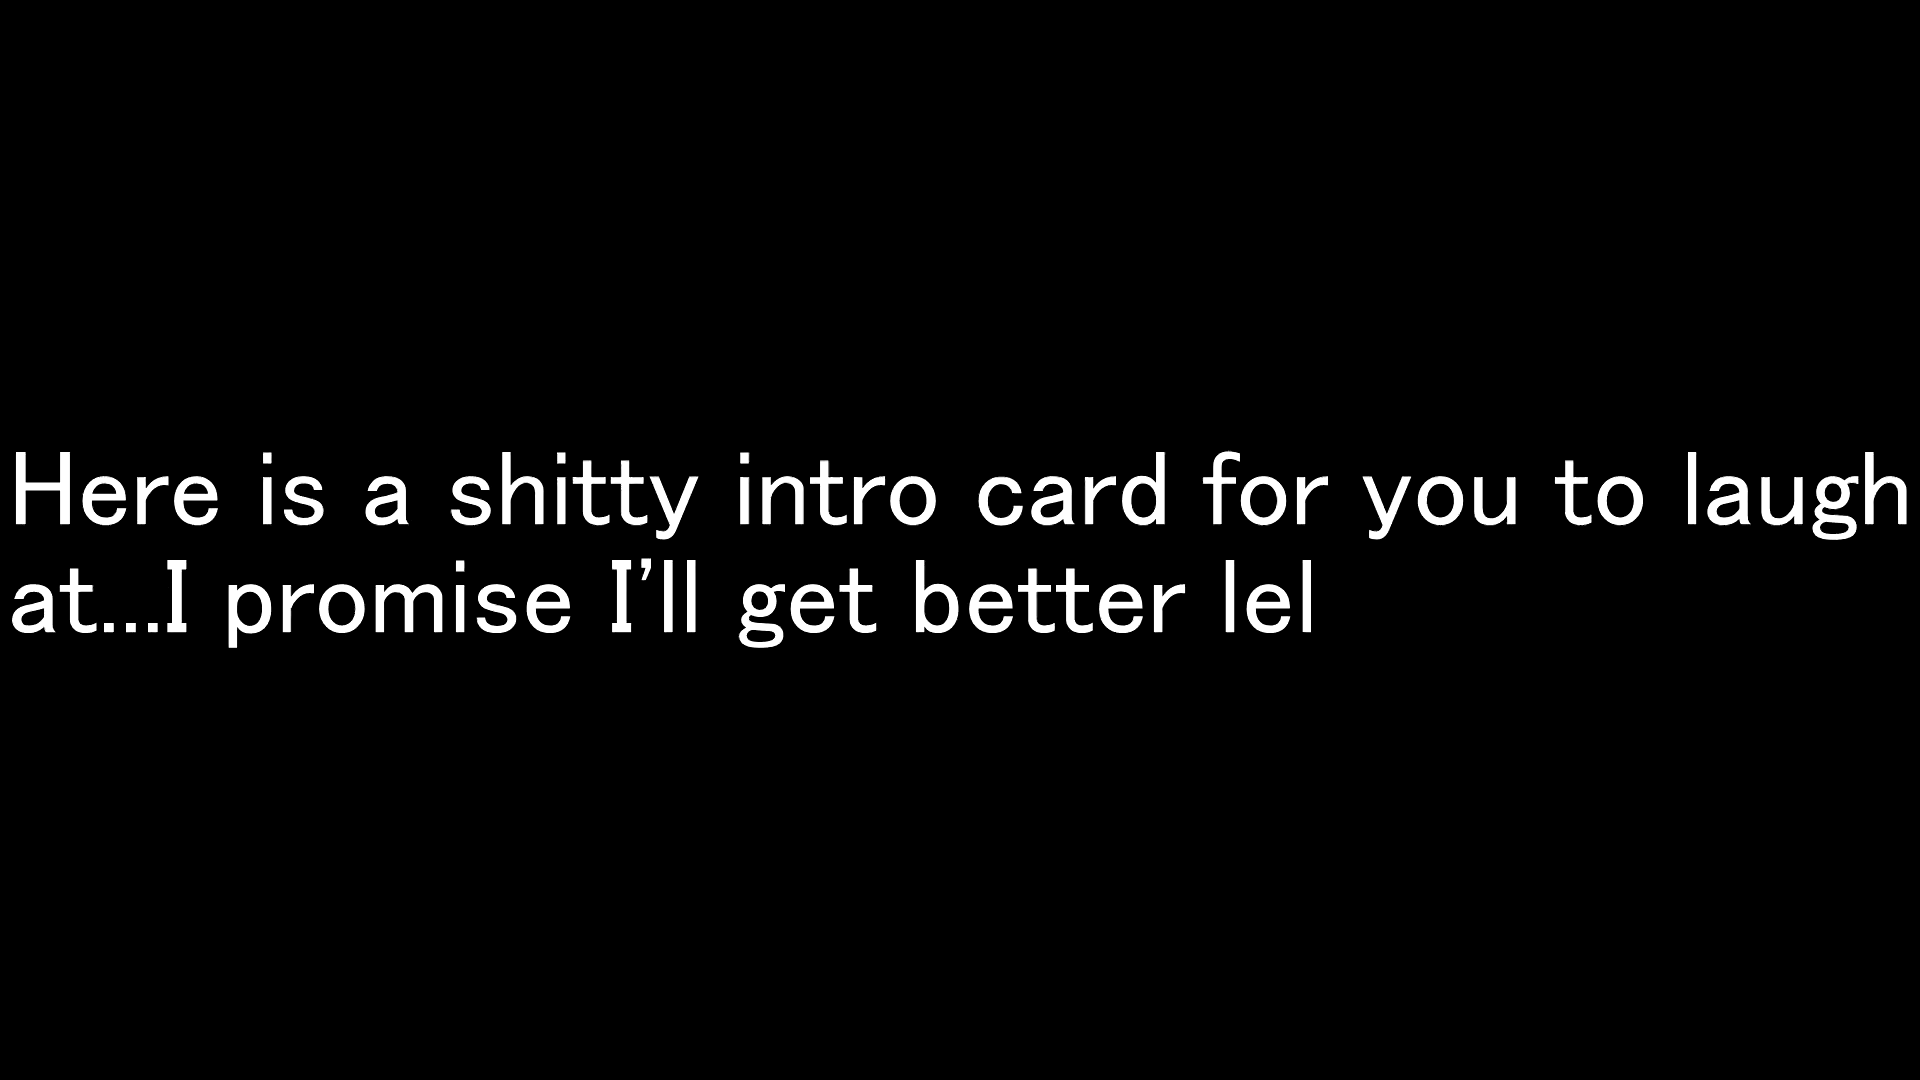 Here is a shitty intro card for you to laugh
at...I promise I'll get better lel